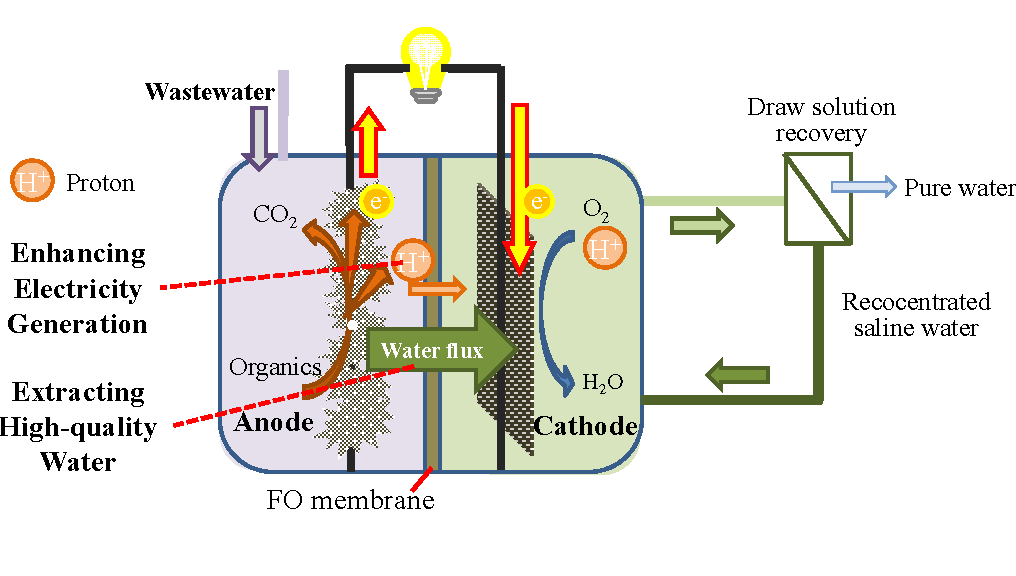 Wastewater
Draw solution
recovery
H+ Proton
Pure water
CO2
e-
e-
O2
H+
H+
Enhancing
Electricity
Generation
Recocentrated
saline water
Water flux
Organics
H2O
Extracting
High-quality
Water
Anode
Cathode
FO membrane